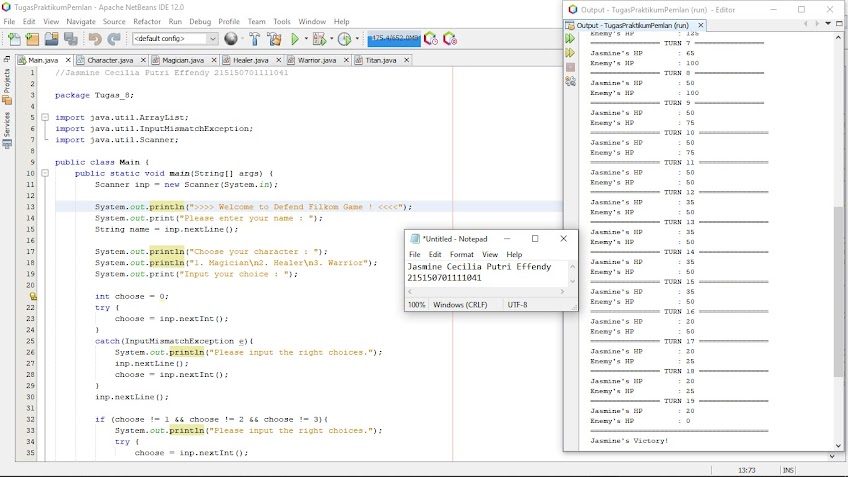 TugasPraktikumPemlan - Apache NetBeans IDE 12.0
File Edit View Navigate Source Refactor Run Debug Profile Team Tools Window Help
<default config>
175.4/652.0MB
Projects
Services
Main.java
Character.java
Magician.java
Healer.java
Warrior.java
Titan.java
1 //Jasmine Cecilia Putri Effendy 215150701111041
2
3 package Tugas_8;
4
5 import java.util.ArrayList;
6 import java.util.InputMismatchException;
7 import java.util.Scanner;
8
9 public class Main {
10 public static void main(String[] args) {
11 Scanner inp = new Scanner(System.in);
12
13 System.out.println(">>>> Welcome to Defend Filkom Game ! <<<<");
14 System.out.print("Please enter your name : ");
15 String name = inp.nextLine();
16
17 System.out.println("Choose your character : ");
18 System.out.println("1. Magician\n2. Healer\n3. Warrior");
19 System.out.print("Input your choice : ");
20
int choose = 0;
22 try {
23 choose = inp.nextInt();
24 }
25 catch(InputMismatchException e){
26 System.out.println("Please input the right choices.");
27 inp.nextLine();
28 choose = inp.nextInt();
29 }
30 inp.nextLine();
31
32 if (choose != 1 && choose != 2 && choose != 3){
33 System.out.println("Please input the right choices.");
34 try {
35 choose = inp.nextInt();
*Untitled - Notepad
File Edit Format View Help
Jasmine Cecilia Putri Effendy
215150701111041
100% Windows (CRLF) UTF-8
Output - TugasPraktikumPemlan (run) - Editor
Output - TugasPraktikumPemlan (run)
Enemy's HP : 125
=================== TURN 7 ===================
Jasmine's HP : 65
Enemy's HP : 100
=================== TURN 8 ===================
Jasmine's HP : 50
Enemy's HP : 100
=================== TURN 9 ===================
Jasmine's HP : 50
Enemy's HP : 75
=================== TURN 10 ===================
Jasmine's HP : 50
Enemy's HP : 75
=================== TURN 11 ===================
Jasmine's HP : 50
Enemy's HP : 50
=================== TURN 12 ===================
Jasmine's HP : 35
Enemy's HP : 50
=================== TURN 13 ===================
Jasmine's HP : 35
Enemy's HP : 50
=================== TURN 14 ===================
Jasmine's HP : 35
Enemy's HP : 50
=================== TURN 15 ===================
Jasmine's HP : 35
Enemy's HP : 50
=================== TURN 16 ===================
Jasmine's HP : 20
Enemy's HP : 50
=================== TURN 17 ===================
Jasmine's HP : 20
Enemy's HP : 25
=================== TURN 18 ===================
Jasmine's HP : 20
Enemy's HP : 25
=================== TURN 19 ===================
Jasmine's HP : 20
Enemy's HP : 0
===============================================
Jasmine's Victory!
13:73 INS